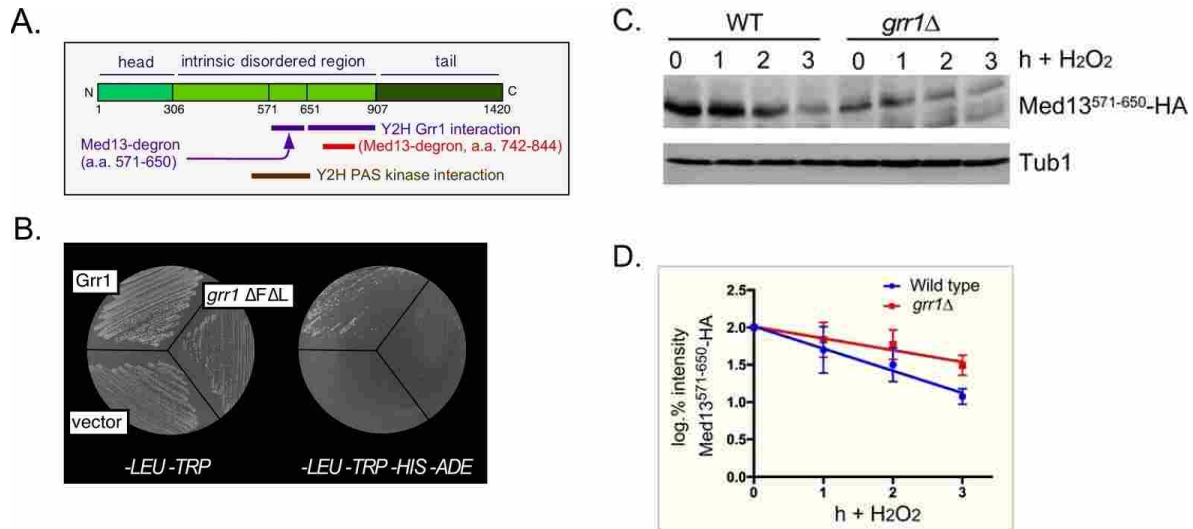 A.
head intrinsic disordered region tail
N C
1 306 571 651 907 1420
Y2H Grr1 interaction
Med13-degron
(a.a. 571-650)
(Med13-degron, a.a. 742-844)
Y2H PAS kinase interaction
B.
Grr1
grr1 ΔFΔL
vector
-LEU -TRP
-LEU -TRP -HIS -ADE
C.
WT grr1Δ
0 1 2 3 0 1 2 3 h + H2O2
Med13571-650-HA
Tub1
D.
Wild type
grr1Δ
log.% intensity
Med13571-650-HA
2.5
2.0
1.5
1.0
0.5
0.0
0 1 2 3
h + H2O2